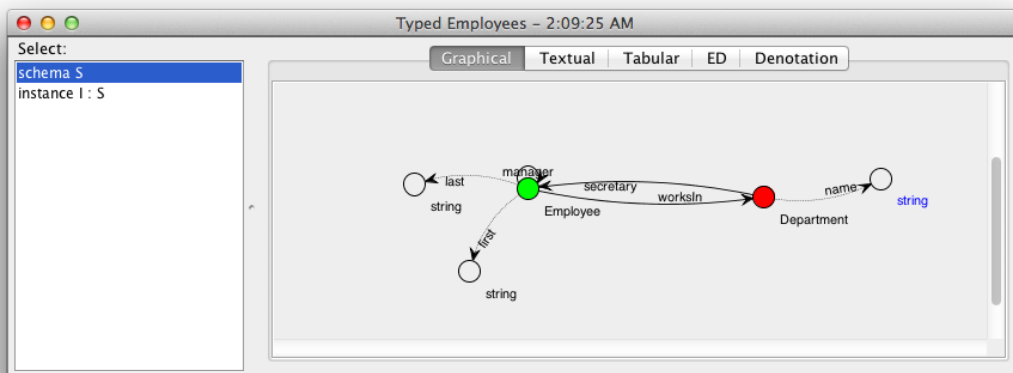 Typed Employees – 2:09:25 AM
Select:
Graphical Textual Tabular ED Denotation
schema S
instance I : S
manager
last
secretary
name
string
worksIn
string
Employee
Department
first
string